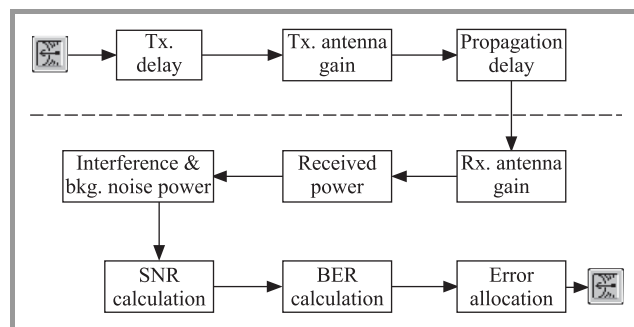 Tx.
delay
Tx. antenna
gain
Propagation
delay
Rx. antenna
gain
Received
power
Interference &
bkg. noise power
SNR
calculation
BER
calculation
Error
allocation